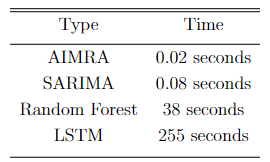 Type Time
AIMRA 0.02 seconds
SARIMA 0.08 seconds
Random Forest 38 seconds
LSTM 255 seconds